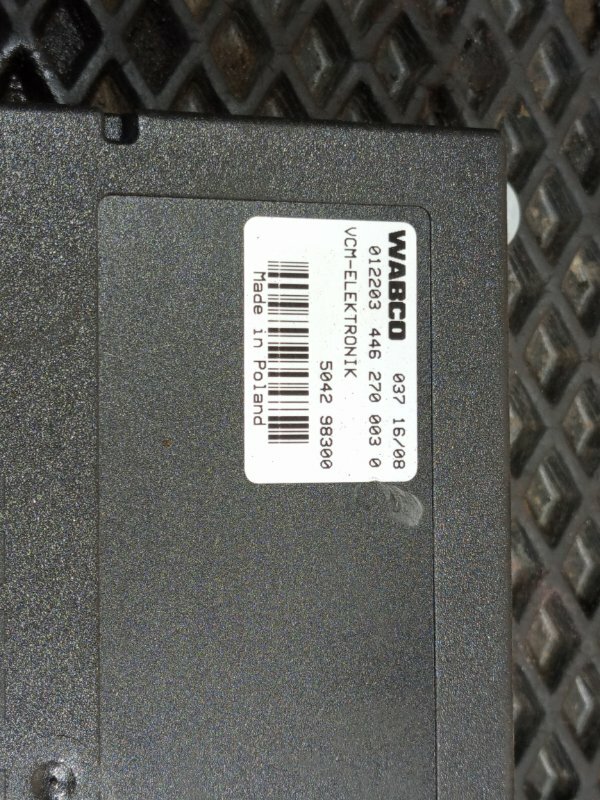 WABCO 037 16/08
012203 446 270 003 0
VCM-ELEKTRONIK
5042 98300
Made in Poland